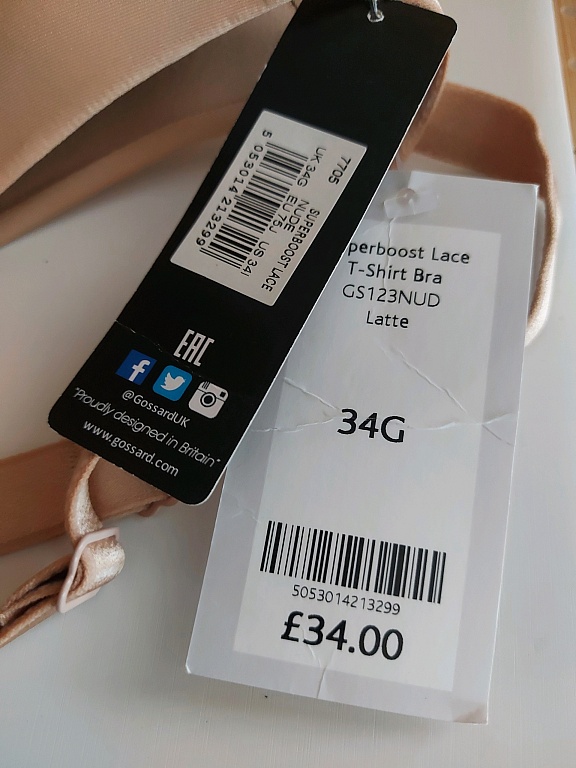 7705
SUPERBOOST LACE
NUDE
UK 34G EU 75J US 34I
5 053014 213299
EAC
f
@GossardUK
"Proudly designed in Britain"
www.gossard.com
perboost Lace
T-Shirt Bra
GS123NUD
Latte
34G
5053014213299
£34.00